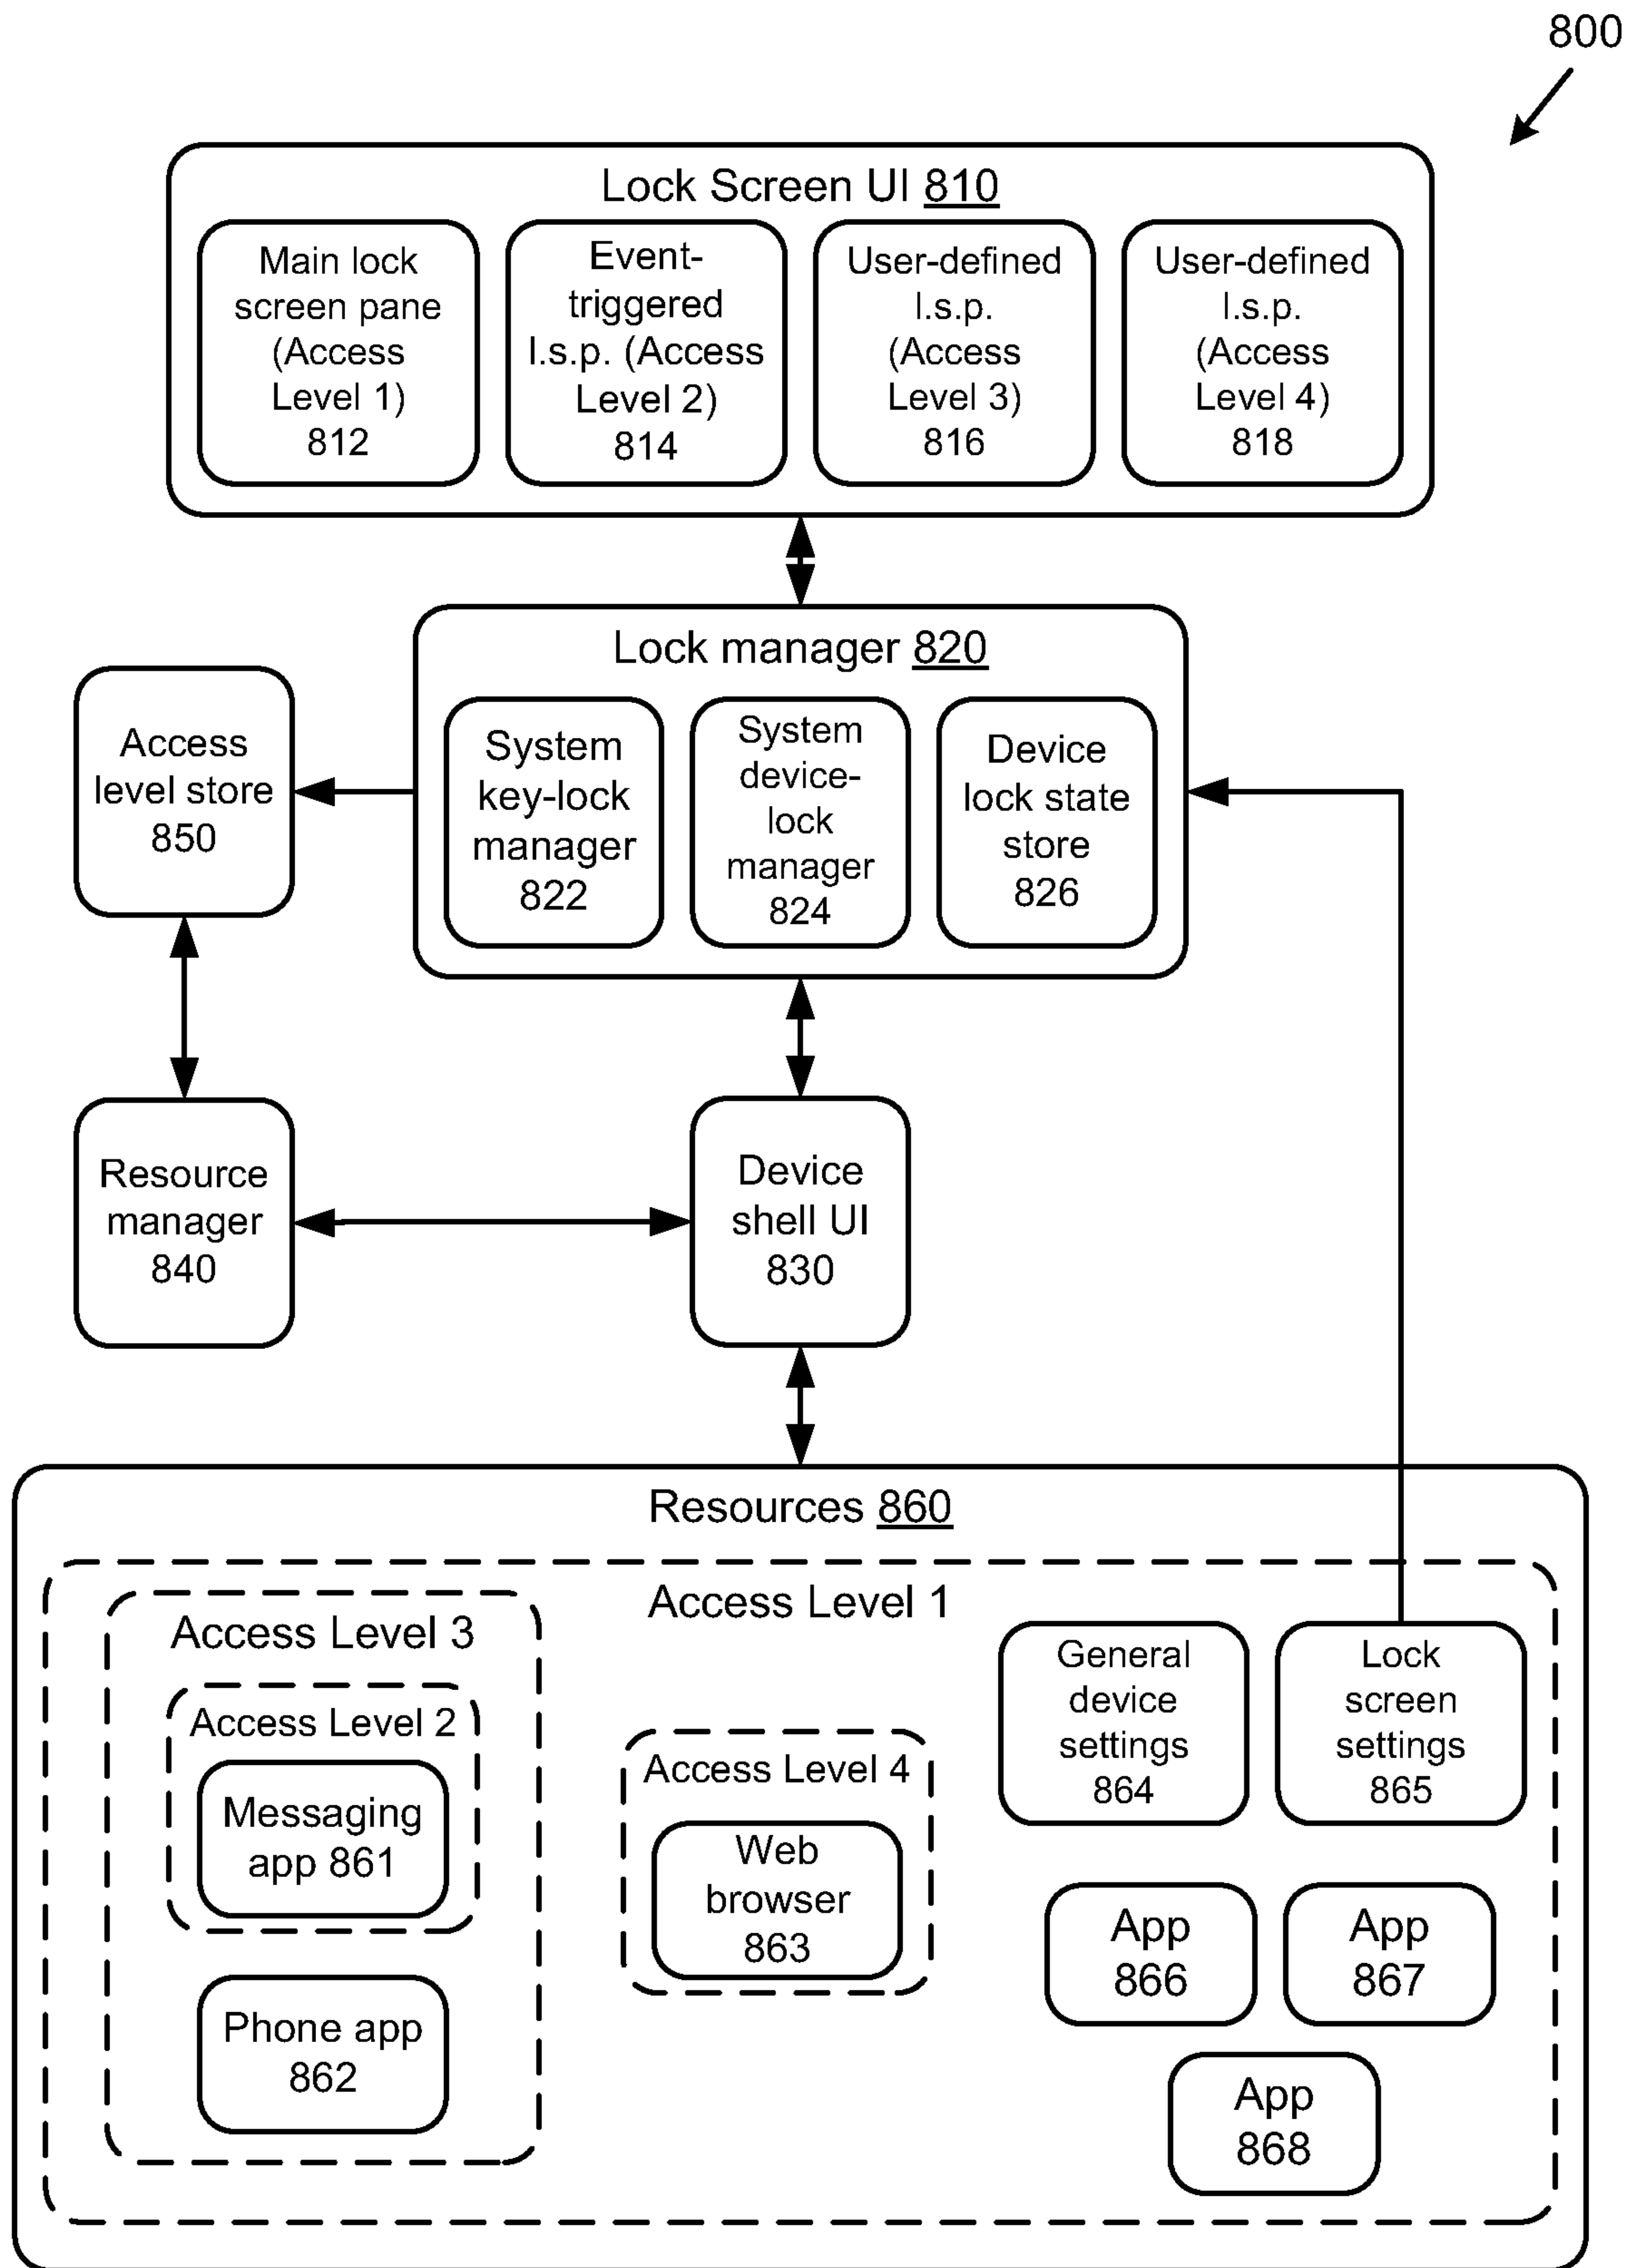 800
Lock Screen UI 810
Main lock
screen pane
(Access
Level 1)
812
Event-
triggered
l.s.p. (Access
Level 2)
814
User-defined
l.s.p.
(Access
Level 3)
816
User-defined
l.s.p.
(Access
Level 4)
818
Lock manager 820
System
key-lock
manager
822
System
device-
lock
manager
824
Device
lock state
store
826
Access
level store
850
Resource
manager
840
Device
shell UI
830
Resources 860
Access Level 1
Access Level 3
Access Level 2
Messaging
app 861
Phone app
862
Access Level 4
Web
browser
863
General
device
settings
864
Lock
screen
settings
865
App
866
App
867
App
868